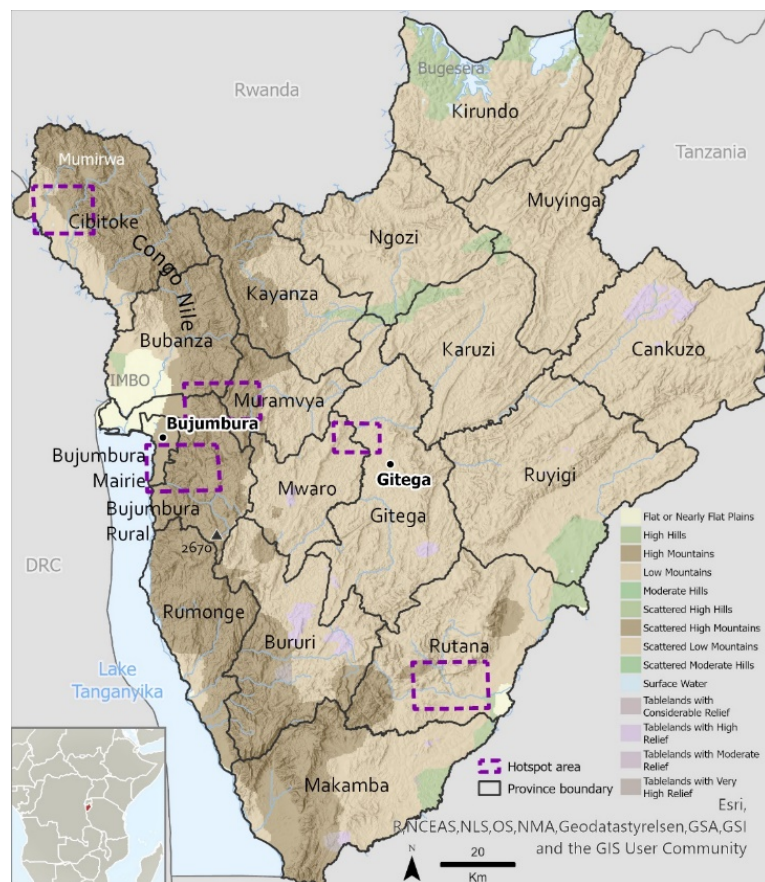 Rwanda
Bugesera
Kirundo
Tanzania
Mumirwa
Muyinga
Cibitoke
Ngozi
Congo Nile
Kayanza
Bubanza
Karuzi
Cankuzo
IMBO
Muramvya
Bujumbura
Bujumbura
Mairie
Mwaro
Gitega
Ruyigi
Gitega
Bujumbura
Rural
2670
DRC
Rumonge
Bururi
Rutana
Lake
Tanganyika
Makamba
Flat or Nearly Flat Plains
High Hills
High Mountains
Low Mountains
Moderate Hills
Scattered High Hills
Scattered High Mountains
Scattered Low Mountains
Scattered Moderate Hills
Surface Water
Tablelands with
Considerable Relief
Tablelands with High
Relief
Tablelands with Moderate
Relief
Tablelands with Very
High Relief
Hotspot area
Province boundary
Esri,
R,NCEAS,NLS,OS,NMA,Geodatastyrelsen,GSA,GSI
and the GIS User Community
N
20
Km